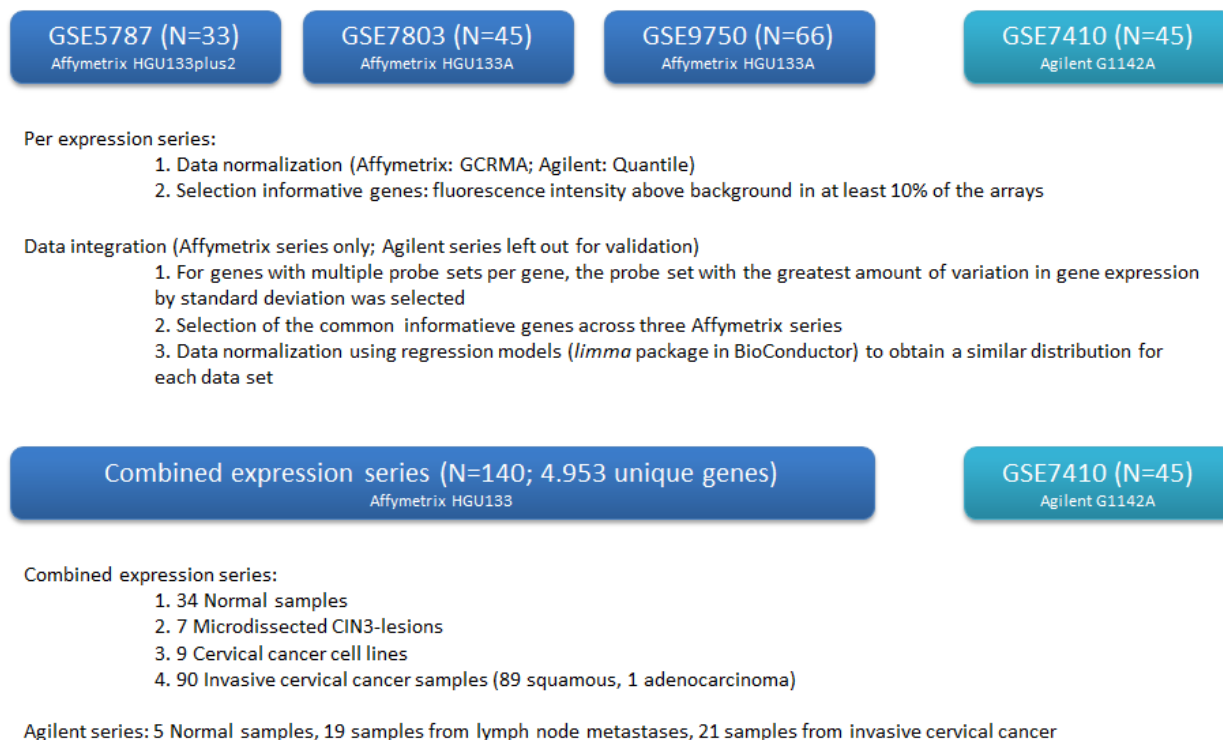 GSE5787 (N=33)
Affymetrix HGU133plus2
GSE7803 (N=45)
Affymetrix HGU133A
GSE9750 (N=66)
Affymetrix HGU133A
GSE7410 (N=45)
Agilent G1142A
Per expression series:
1. Data normalization (Affymetrix: GCRMA; Agilent: Quantile)
2. Selection informative genes: fluorescence intensity above background in at least 10% of the arrays
Data integration (Affymetrix series only; Agilent series left out for validation)
1. For genes with multiple probe sets per gene, the probe set with the greatest amount of variation in gene expression
by standard deviation was selected
2. Selection of the common informatieve genes across three Affymetrix series
3. Data normalization using regression models (limma package in BioConductor) to obtain a similar distribution for
each data set
Combined expression series (N=140; 4.953 unique genes)
Affymetrix HGU133
GSE7410 (N=45)
Agilent G1142A
Combined expression series:
1. 34 Normal samples
2. 7 Microdissected CIN3-lesions
3. 9 Cervical cancer cell lines
4. 90 Invasive cervical cancer samples (89 squamous, 1 adenocarcinoma)
Agilent series: 5 Normal samples, 19 samples from lymph node metastases, 21 samples from invasive cervical cancer